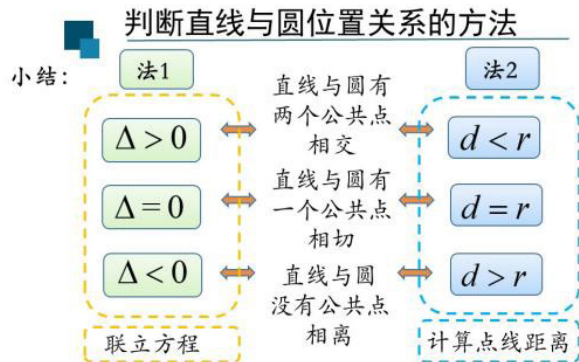 判断直线与圆位置关系的方法
小结：
法1
法2
Δ > 0
直线与圆有
两个公共点
相交
d < r
Δ = 0
直线与圆有
一个公共点
相切
d = r
Δ < 0
直线与圆
没有公共点
相离
d > r
联立方程
计算点线距离